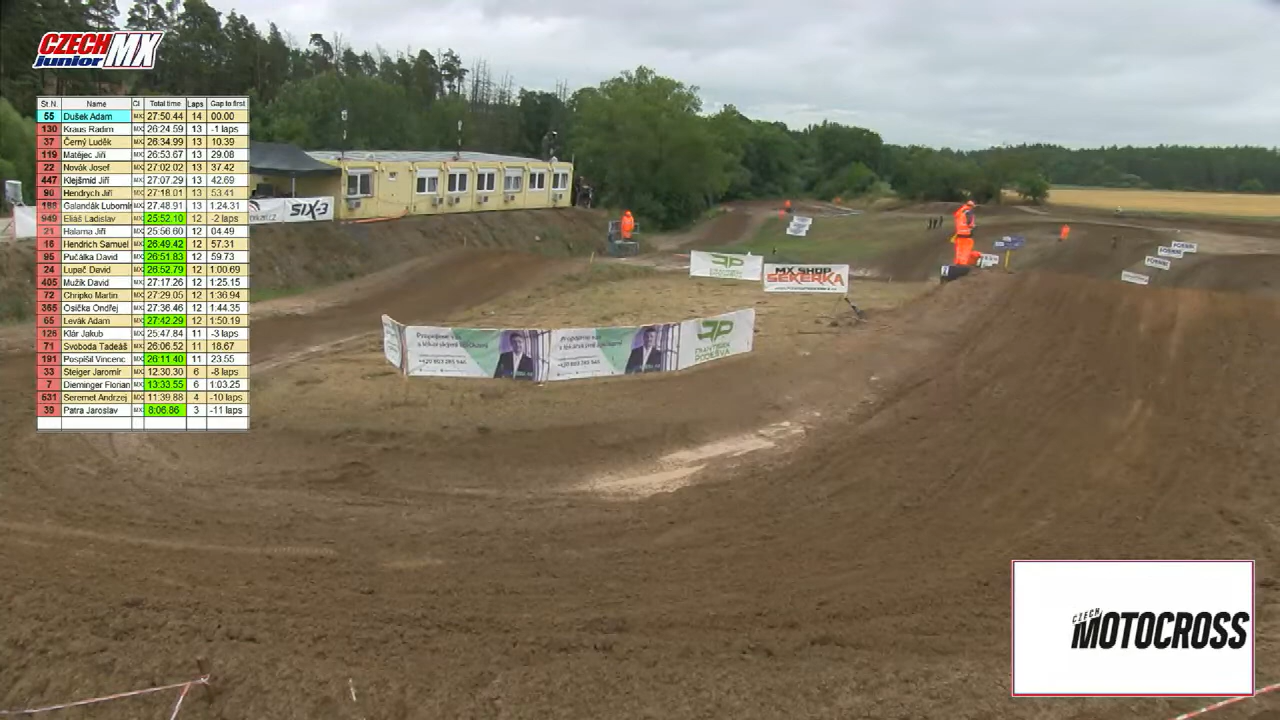 CZECH MX
junior
St.N. Name Cl Total time Laps Gap to first
55 Dušek Adam MX 27:50.44 14 00.00
130 Kraus Radim MX 26:24.59 13 -1 laps
37 Černý Luděk MX 26:34.99 13 10.39
119 Matějec Jiří MX 26:53.67 13 29.08
22 Novák Josef MX 27:02.02 13 37.42
447 Klejšmíd Jiří MX 27:07.29 13 42.69
90 Hendrych Jiří MX 27:18.01 13 53.41
188 Galandák Lubomír MX 27:48.91 13 1:24.31
949 Eliáš Ladislav MX 25:52.10 12 -2 laps
21 Halama Jiří MX 25:56.60 12 04.49
16 Hendrich Samuel MX 26:49.42 12 57.31
95 Pučálka David MX 26:51.83 12 59.73
24 Lupač David MX 26:52.79 12 1:00.69
405 Mužík David MX 27:17.26 12 1:25.15
72 Chripko Martin MX 27:29.05 12 1:36.94
365 Osička Ondřej MX 27:36.46 12 1:44.35
65 Levák Adam MX 27:42.29 12 1:50.19
126 Klár Jakub MX 25:47.84 11 -3 laps
71 Svoboda Tadeáš MX 26:06.52 11 18.67
191 Pospíšil Vincenc MX 26:11.40 11 23.55
33 Steiger Jaromír MX 12:30.30 6 -8 laps
7 Dieminger Florian MX 13:33.55 6 1:03.25
631 Seremet Andrzej MX 11:39.88 4 -10 laps
39 Patra Jaroslav MX 8:06.86 3 -11 laps
SIX-3
JP
MX SHOP
SEKERKA
JP
FRANTIŠEK
PODEŠVA
CZECH
MOTOCROSS